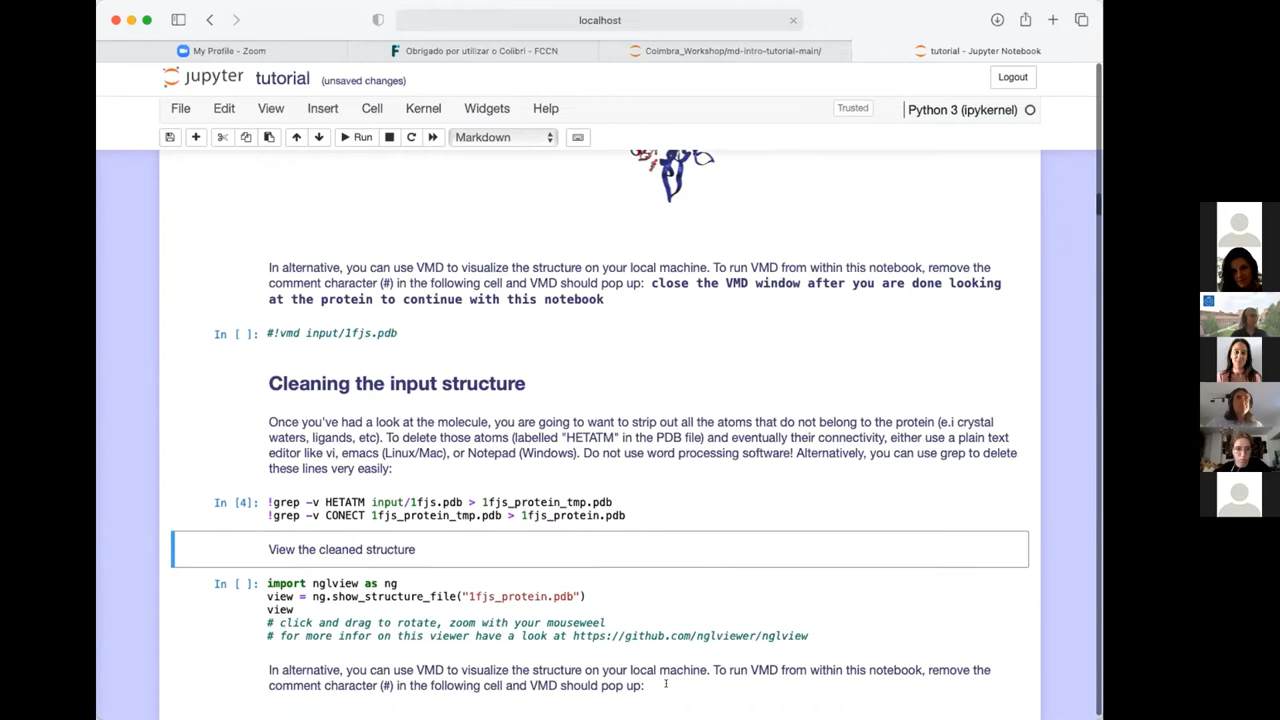 localhost
My Profile - Zoom
Obrigado por utilizar o Colibri - FCCN
Coimbra_Workshop/md-intro-tutorial-main/
tutorial - Jupyter Notebook
jupyter tutorial (unsaved changes)
Logout
File Edit View Insert Cell Kernel Widgets Help
Trusted
Python 3 (ipykernel)
Run
Markdown
In alternative, you can use VMD to visualize the structure on your local machine. To run VMD from within this notebook, remove the
comment character (#) in the following cell and VMD should pop up: close the VMD window after you are done looking
at the protein to continue with this notebook
In [ ]: #!vmd input/1fjs.pdb
Cleaning the input structure
Once you've had a look at the molecule, you are going to want to strip out all the atoms that do not belong to the protein (e.i crystal
waters, ligands, etc). To delete those atoms (labelled "HETATM" in the PDB file) and eventually their connectivity, either use a plain text
editor like vi, emacs (Linux/Mac), or Notepad (Windows). Do not use word processing software! Alternatively, you can use grep to delete
these lines very easily:
In [4]: !grep -v HETATM input/1fjs.pdb > 1fjs_protein_tmp.pdb
!grep -v CONECT 1fjs_protein_tmp.pdb > 1fjs_protein.pdb
View the cleaned structure
In [ ]: import nglview as ng
view = ng.show_structure_file("1fjs_protein.pdb")
view
# click and drag to rotate, zoom with your mouseweel
# for more infor on this viewer have a look at https://github.com/nglviewer/nglview
In alternative, you can use VMD to visualize the structure on your local machine. To run VMD from within this notebook, remove the
comment character (#) in the following cell and VMD should pop up: